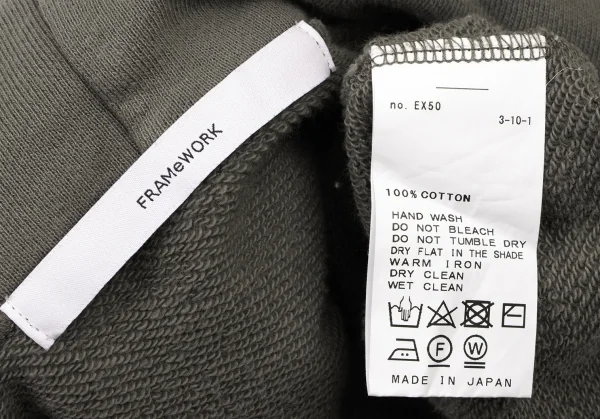 FRAMeWORK
no. EX50
3-10-1
100% COTTON
HAND WASH
DO NOT BLEACH
DO NOT TUMBLE DRY
DRY FLAT IN THE SHADE
WARM IRON
DRY CLEAN
WET CLEAN
F W
MADE IN JAPAN